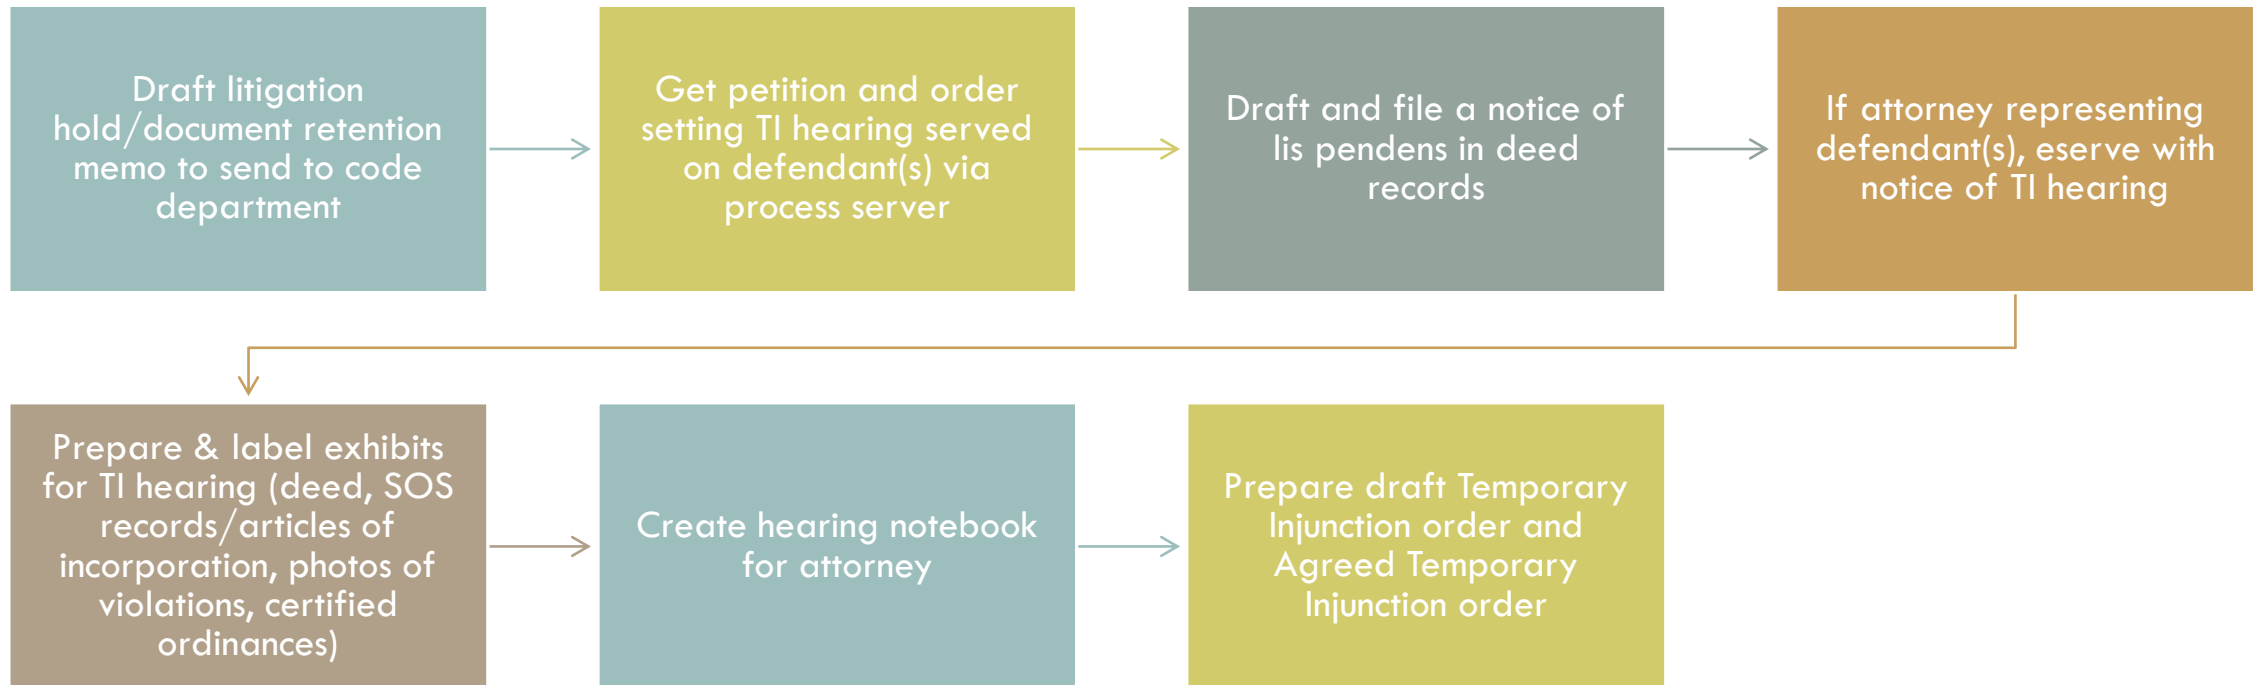 Draft litigation
hold/document retention
memo to send to code
department
Get petition and order
setting TI hearing served
on defendant(s) via
process server
Draft and file a notice of
lis pendens in deed
records
If attorney representing
defendant(s), eserve with
notice of TI hearing
Prepare & label exhibits
for TI hearing (deed, SOS
records/articles of
incorporation, photos of
violations, certified
ordinances)
Create hearing notebook
for attorney
Prepare draft Temporary
Injunction order and
Agreed Temporary
Injunction order